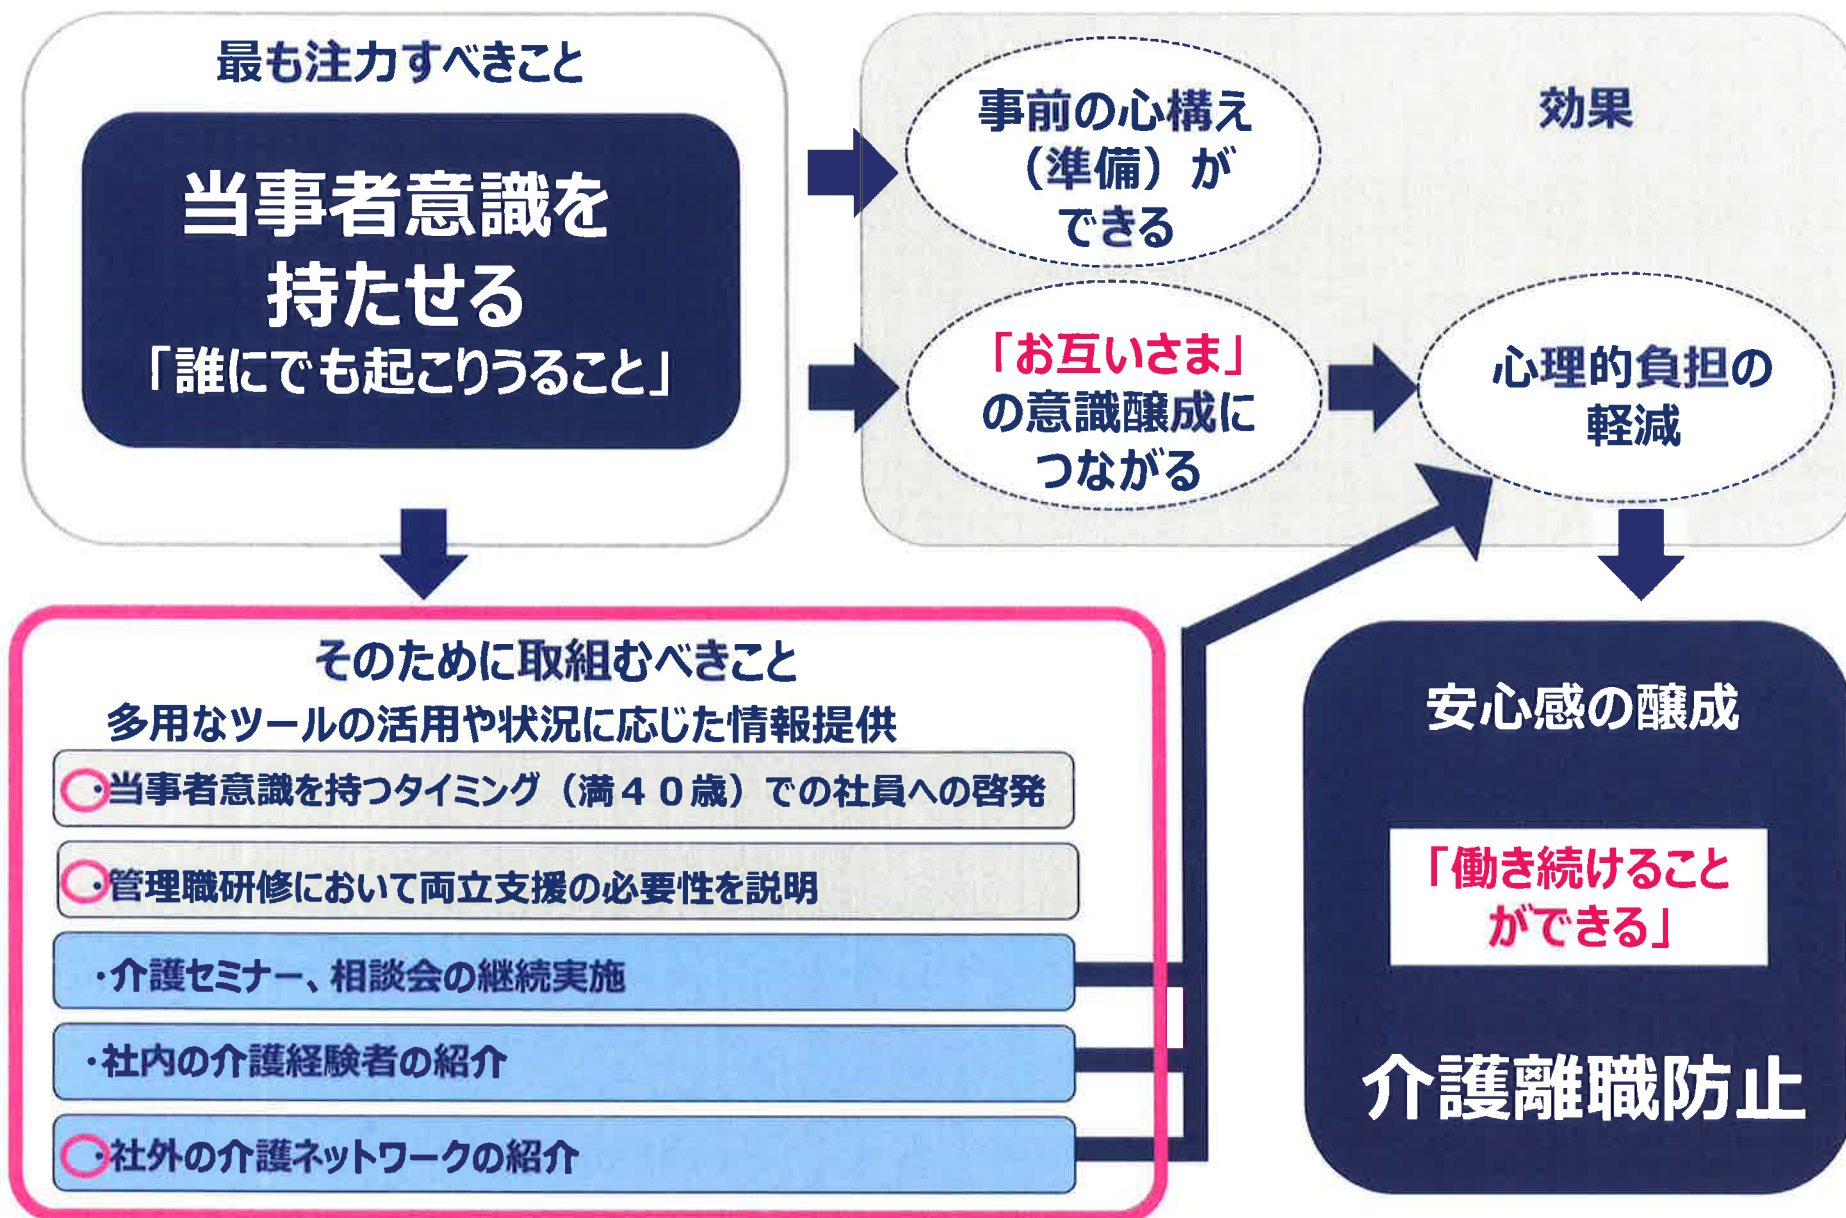 最も注力すべきこと
当事者意識を
持たせる
「誰にでも起こりうること」
効果
事前の心構え
（準備）が
できる
「お互いさま」
の意識醸成に
つながる
心理的負担の
軽減
そのために取組むべきこと
多用なツールの活用や状況に応じた情報提供
・当事者意識を持つタイミング（満４０歳）での社員への啓発
・管理職研修において両立支援の必要性を説明
・介護セミナー、相談会の継続実施
・社内の介護経験者の紹介
・社外の介護ネットワークの紹介
安心感の醸成
「働き続けること
ができる」
介護離職防止